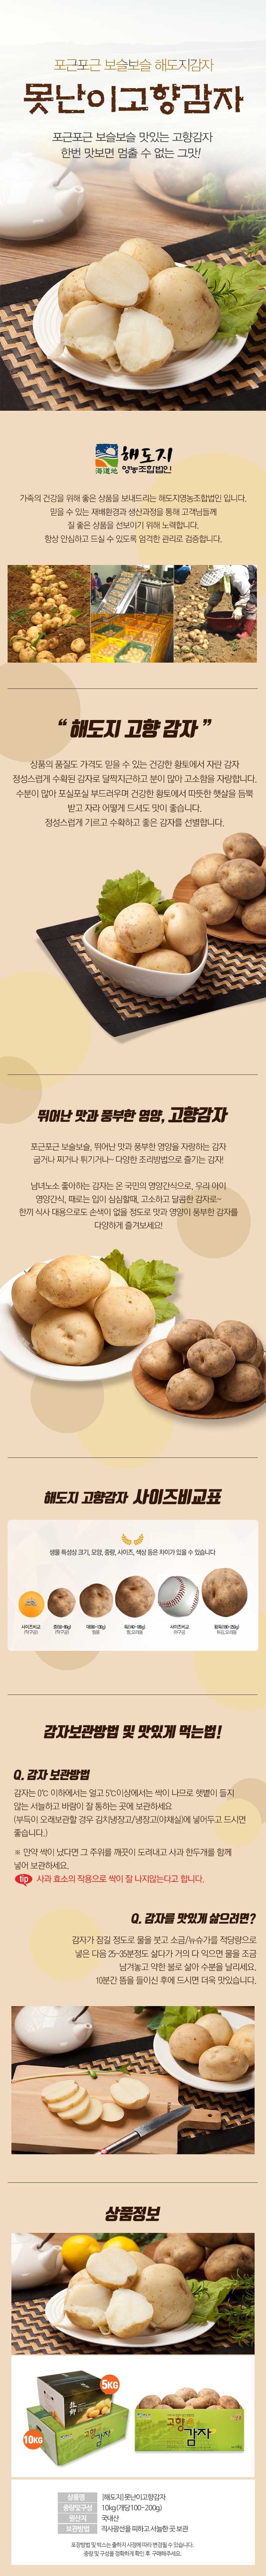 포근포근 보슬보슬 해도지감자
못난이고향감자
포근포근 보슬보슬 맛있는 고향감자
한번 맛보면 멈출 수 없는 그맛!
海道地
해도지
영농조합법인
가족의 건강을 위해 좋은 상품을 보내드리는 해도지영농조합법인 입니다.
믿을 수 있는 재배환경과 생산과정을 통해 고객님들께
질 좋은 상품을 선보이기 위해 노력합니다.
항상 안심하고 드실 수 있도록 엄격한 관리로 검증합니다.
“ 해도지 고향 감자 ”
상품의 품질도 가격도 믿을 수 있는 건강한 황토에서 자란 감자
정성스럽게 수확된 감자로 달짝지근하고 분이 많아 고소함을 자랑합니다.
수분이 많아 포실포실 부드러우며 건강한 황토에서 따뜻한 햇살을 듬뿍
받고 자라 어떻게 드셔도 맛이 좋습니다.
정성스럽게 기르고 수확하고 좋은 감자를 선별합니다.
뛰어난 맛과 풍부한 영양, 고향감자
포근포근 보슬보슬, 뛰어난 맛과 풍부한 영양을 자랑하는 감자
굽거나 찌거나 튀기거나~ 다양한 조리방법으로 즐기는 감자!
남녀노소 좋아하는 감자는 온 국민의 영양간식으로, 우리 아이
영양간식, 때로는 입이 심심할때, 고소하고 달콤한 감자로~
한끼 식사 대용으로도 손색이 없을 정도로 맛과 영양이 풍부한 감자를
다양하게 즐겨보세요!
해도지 고향감자 사이즈비교표
생물 특성상 크기, 모양, 중량, 사이즈, 색상 등은 차이가 있을 수 있습니다
사이즈비교
(탁구공)
사이즈비교
야구공
감자보관방법 및 맛있게 먹는법!
Q. 감자 보관방법
감자는 0℃ 이하에서는 얼고 5℃이상에서는 싹이 나므로 햇볕이 들지
않는 서늘하고 바람이 잘 통하는 곳에 보관하세요
(부득이 오래보관할 경우 김치냉장고/냉장고(야채실)에 넣어두고 드시면
좋습니다.)
※ 만약 싹이 났다면 그 주위를 깨끗이 도려내고 사과 한두개를 함께
넣어 보관하세요.
tip 사과 효소의 작용으로 싹이 잘 나지않는다고 합니다.
Q. 감자를 맛있게 삶으려면?
감자가 잠길 정도로 물을 붓고 소금/뉴슈가를 적당량으로
넣은 다음 25~35분정도 삶다가 거의 다 익으면 물을 조금
남겨놓고 약한 불로 삶아 수분을 날리세요.
10분간 뜸을 들이신 후에 드시면 더욱 맛있습니다.
상품정보
5KG
10KG
고향감자
고향감자
상품명 [해도지]못난이고향감자
중량및구성 10kg(개당100~200g)
원산지 국내산
보관방법 직사광선을 피하고 서늘한 곳 보관
포장방법 및 박스는 출하지 사정에 따라 변경될 수 있습니다.
중량 및 구성을 정확하게 확인 후 구매해주세요.